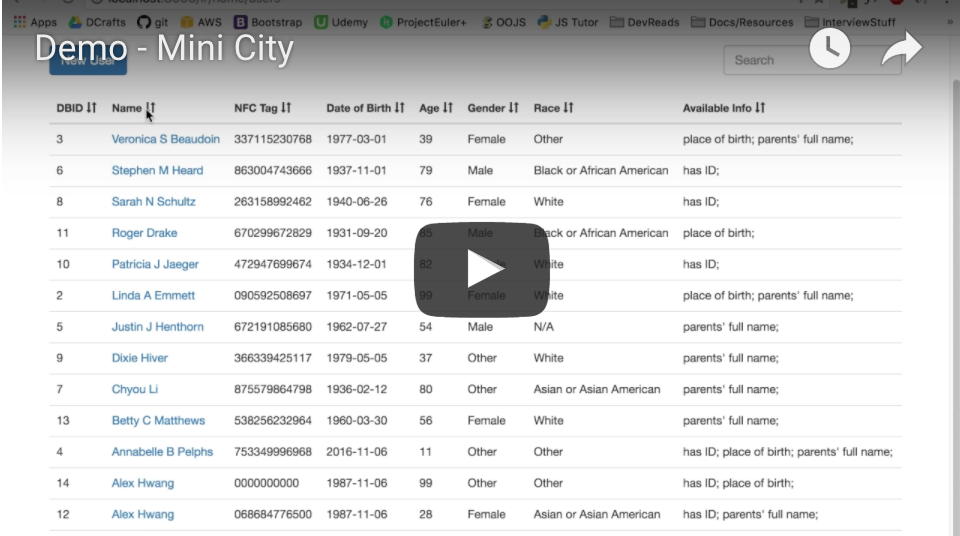 Apps DCrafts git AWS Bootstrap Udemy ProjectEuler+ OOJS JS Tutor DevReads Docs/Resources InterviewStuff »
Demo - Mini City
New User Search
DBID Name NFC Tag Date of Birth Age Gender Race Available Info
3 Veronica S Beaudoin 337115230768 1977-03-01 39 Female Other place of birth; parents' full name;
6 Stephen M Heard 863004743666 1937-11-01 79 Male Black or African American has ID;
8 Sarah N Schultz 263158992462 1940-06-26 76 Female White has ID;
11 Roger Drake 670299672829 1931-09-20 85 Male Black or African American place of birth;
10 Patricia J Jaeger 472947699674 1934-12-01 82 White has ID;
2 Linda A Emmett 090592508697 1971-05-05 99 Female White place of birth; parents' full name;
5 Justin J Henthorn 672191085680 1962-07-27 54 Male N/A parents' full name;
9 Dixie Hiver 366339425117 1979-05-05 37 Other White parents' full name;
7 Chyou Li 875579864798 1936-02-12 80 Other Asian or Asian American parents' full name;
13 Betty C Matthews 538256232964 1960-03-30 56 Female White parents' full name;
4 Annabelle B Pelphs 753349996968 2016-11-06 11 Other Other has ID; place of birth; parents' full name;
14 Alex Hwang 0000000000 1987-11-06 99 Other Other has ID; place of birth;
12 Alex Hwang 068684776500 1987-11-06 28 Female Asian or Asian American has ID; parents' full name;